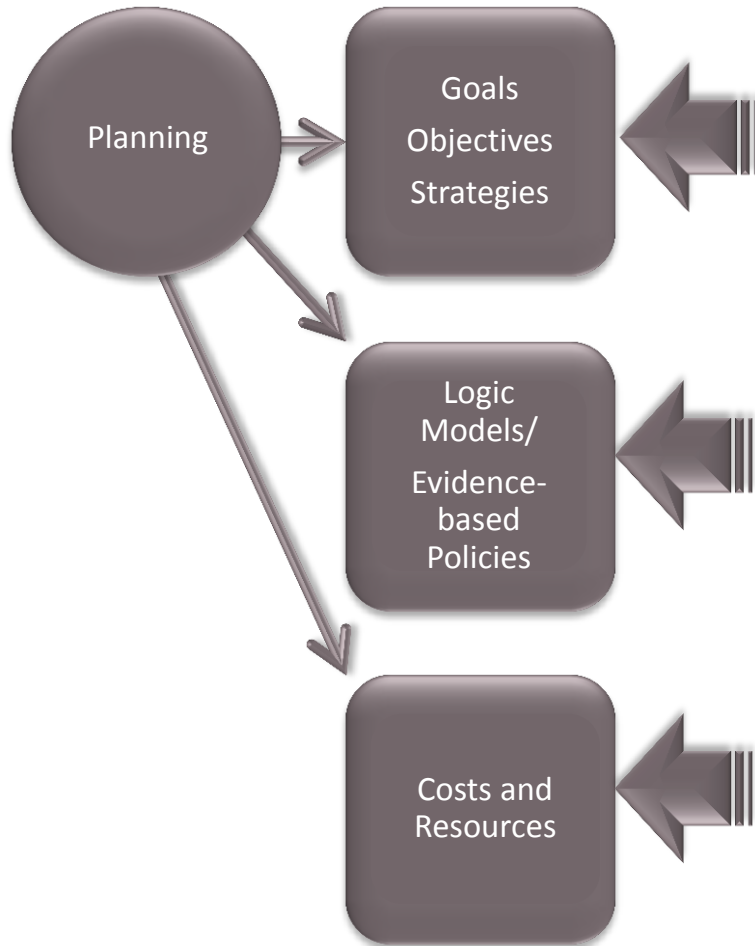 Planning
Goals
Objectives
Strategies
Logic
Models/
Evidence-
based
Policies
Costs and
Resources